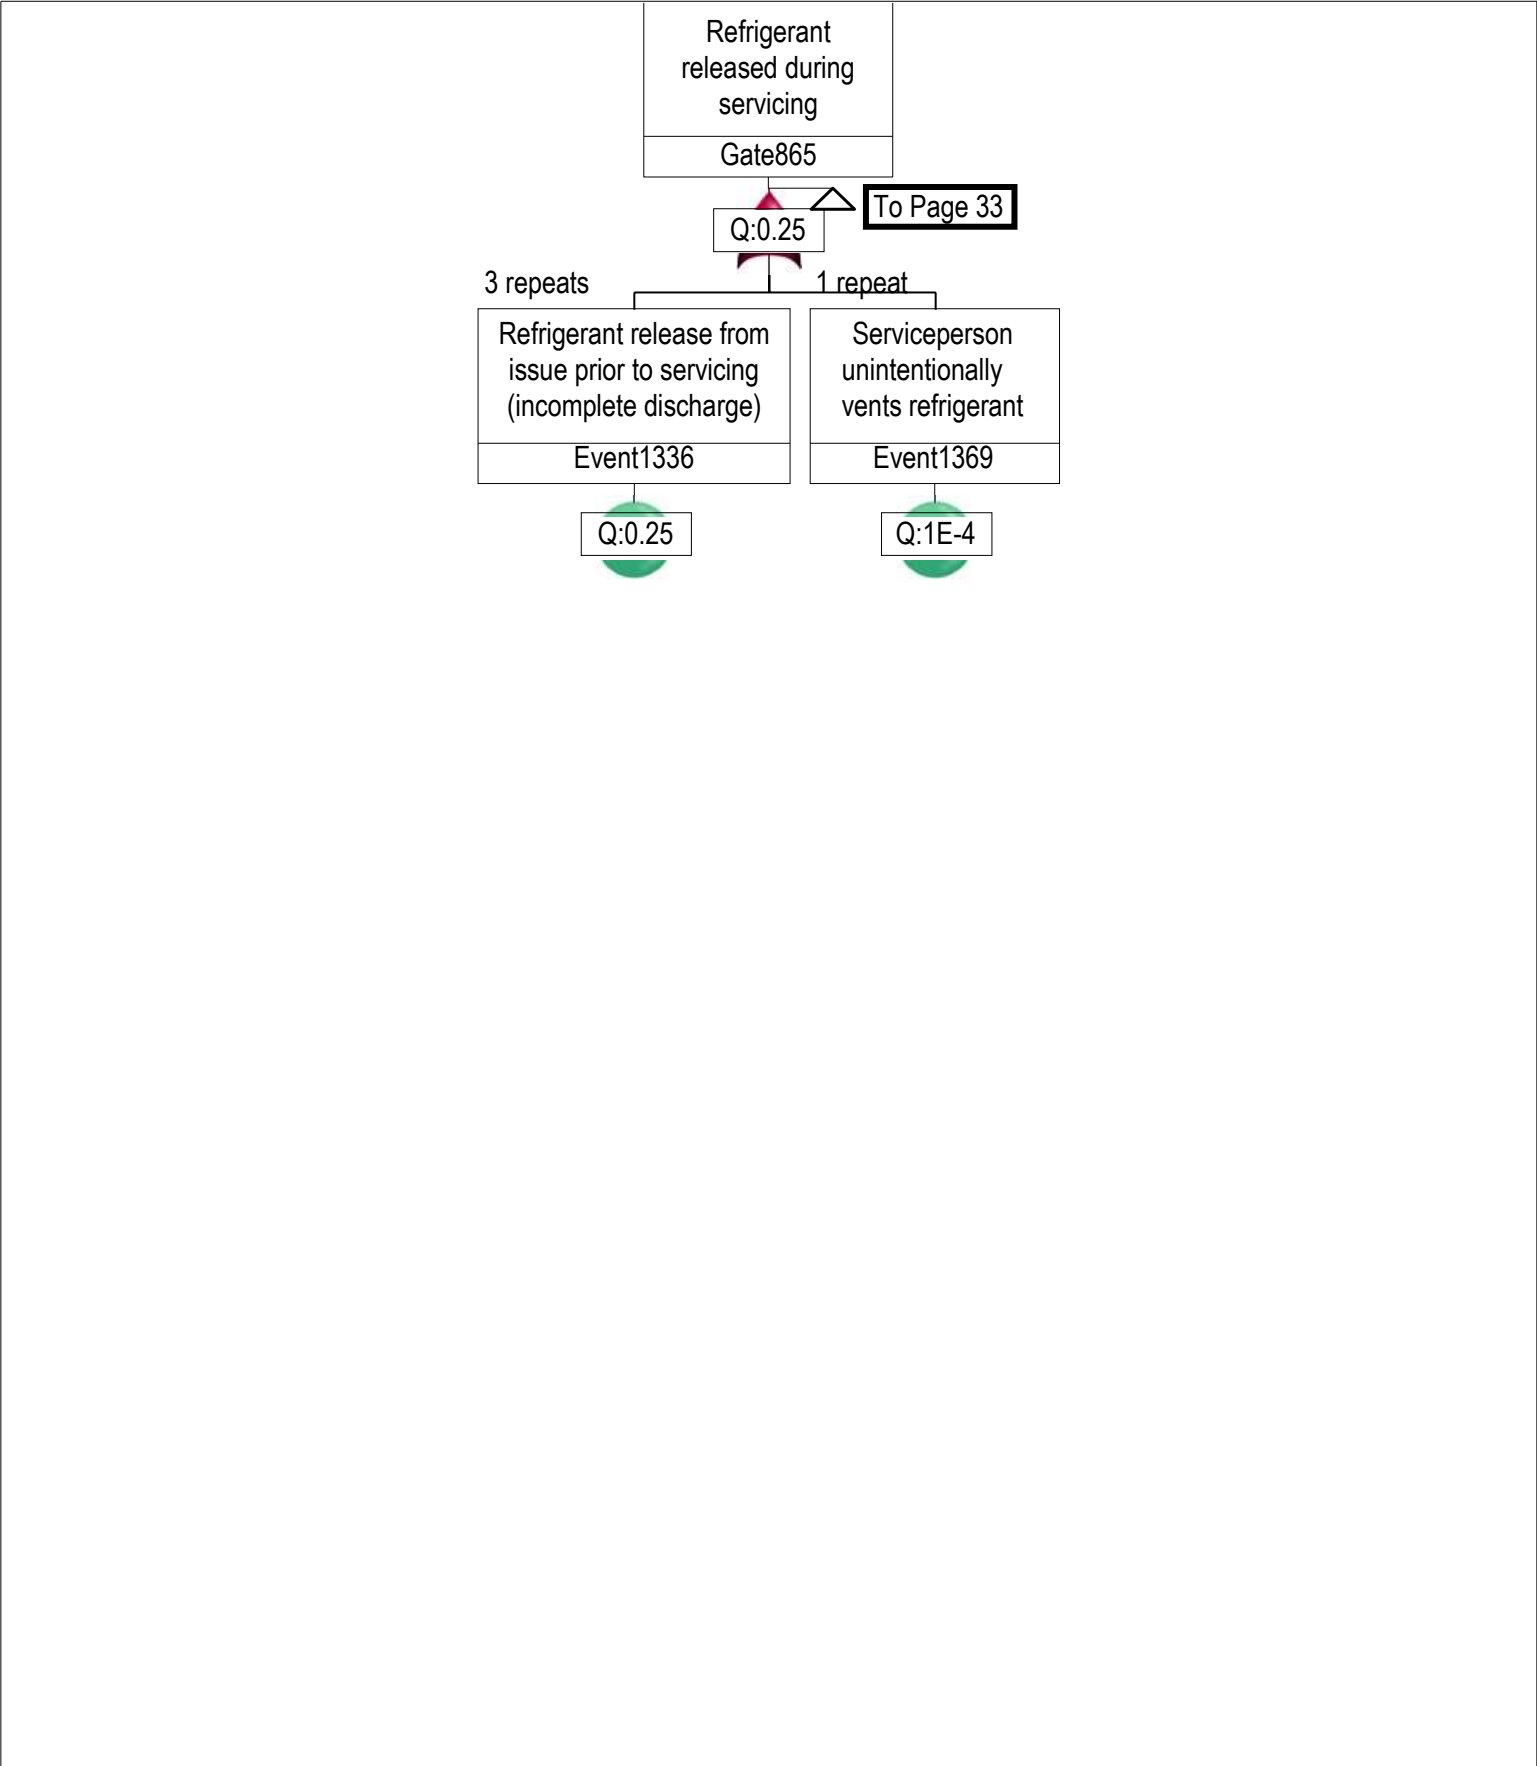 Refrigerant
released during
servicing
Gate865
To Page 33
Q:0.25
3 repeats
1 repeat
Refrigerant release from
issue prior to servicing
(incomplete discharge)
Event1336
Q:0.25
Serviceperson
unintentionally
vents refrigerant
Event1369
Q:1E-4